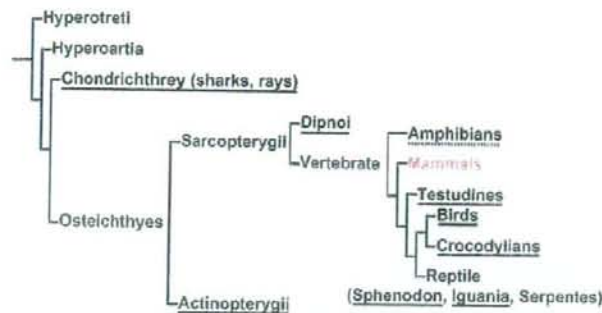 Hyperotreti
Hyperoartia
Chondrichthrey (sharks, rays)
Dipnoi
Sarcopterygii
Amphibians
Vertebrate
Mammals
Testudines
Birds
Osteichthyes
Crocodylians
Reptile
(Sphenodon, Iguania, Serpentes)
Actinopterygii